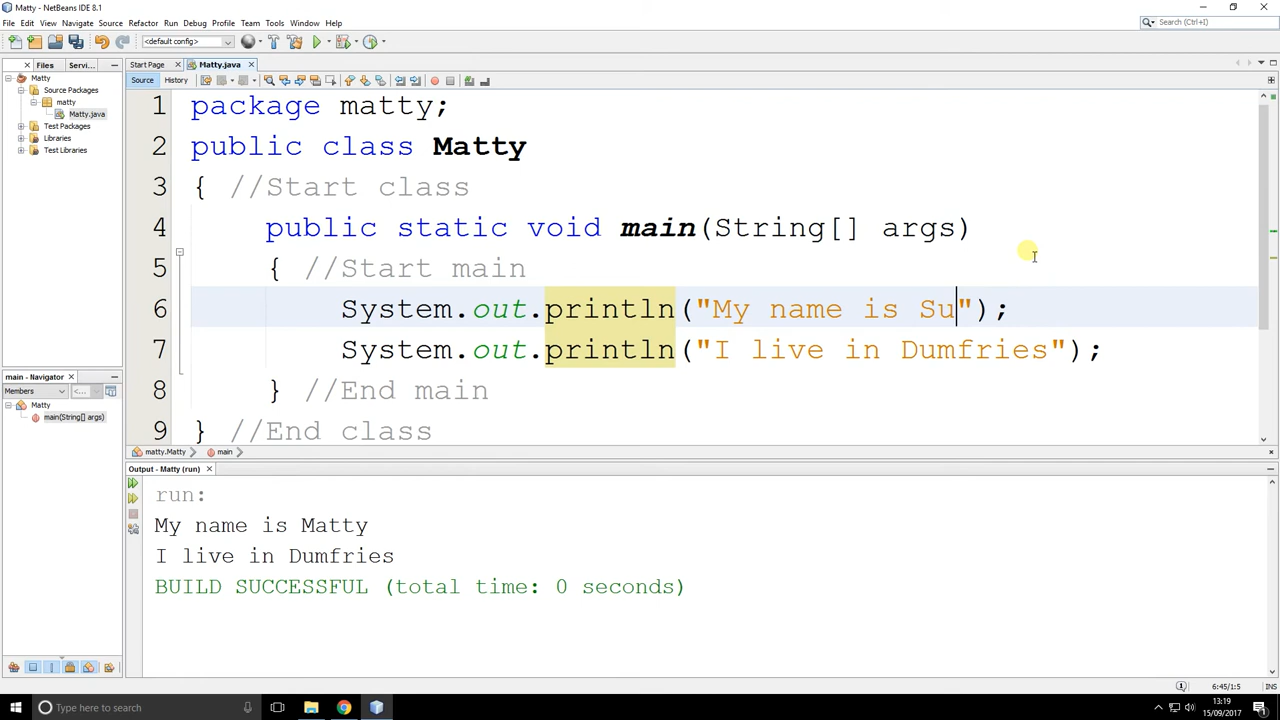 Matty - NetBeans IDE 8.1
File Edit View Navigate Source Refactor Run Debug Profile Team Tools Window Help
Search (Ctrl+I)
<default config>
Files Servi...
Start Page Matty.java
Source History
Matty
Source Packages
matty
Matty.java
Test Packages
Libraries
Test Libraries
1 package matty;
2 public class Matty
3 { //Start class
4 public static void main(String[] args)
5 { //Start main
6 System.out.println("My name is Su");
7 System.out.println("I live in Dumfries");
8 } //End main
9 } //End class
main - Navigator
Members <...
Matty
main(String[] args)
matty.Matty main
Output - Matty (run)
run:
My name is Matty
I live in Dumfries
BUILD SUCCESSFUL (total time: 0 seconds)
6:45/1:5 INS
Type here to search
13:19
15/09/2017